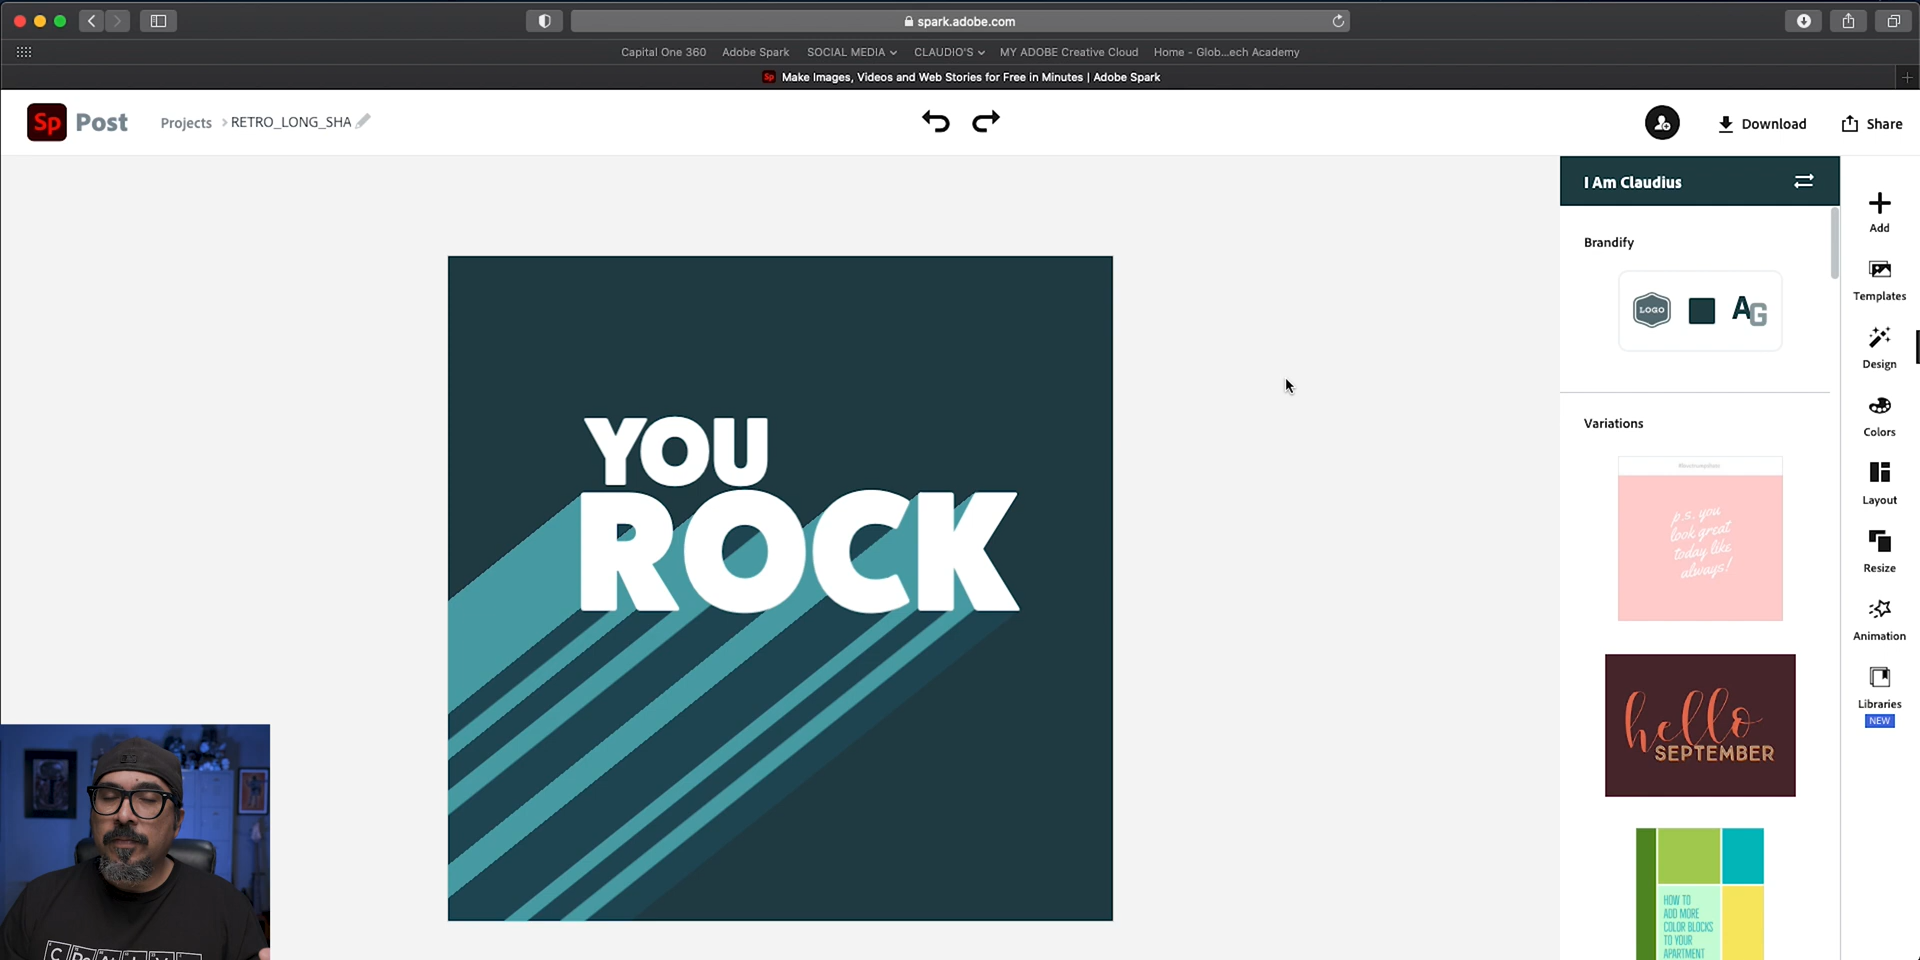 spark.adobe.com
Capital One 360 Adobe Spark SOCIAL MEDIA CLAUDIO'S MY ADOBE Creative Cloud Home - Glob...ech Academy
Sp Make Images, Videos and Web Stories for Free in Minutes | Adobe Spark
Sp Post Projects > RETRO_LONG_SHA
Download Share
I Am Claudius
Brandify
LOGO AG
Variations
p.s. you
look great
today like
always!
hello
SEPTEMBER
HOW TO
ADD MORE
COLOR BLOCKS
TO YOUR
APARTMENT
Add
Templates
Design
Colors
Layout
Resize
Animation
Libraries
NEW
YOU
ROCK